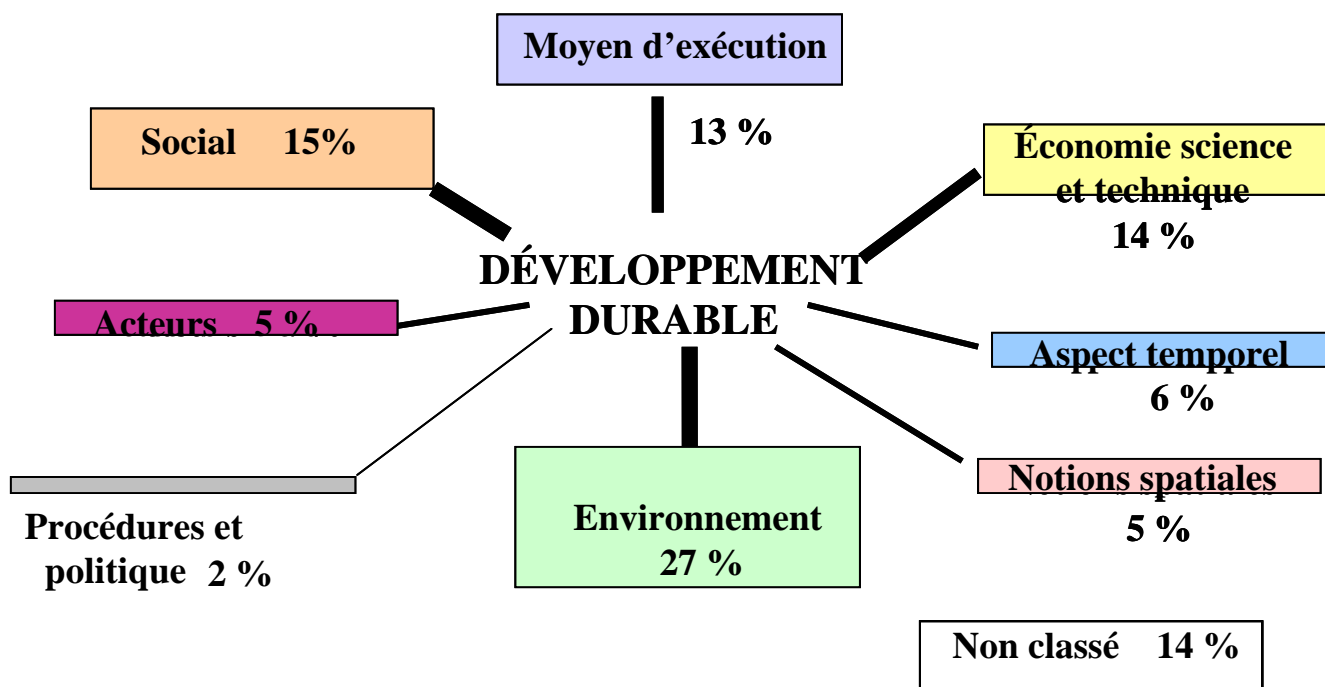 Moyen d'exécution
13 %
Social 15%
Économie science
et technique
14 %
DÉVELOPPEMENT
DURABLE
Acteurs 5 %
Aspect temporel
6 %
Notions spatiales
5 %
Procédures et
politique 2 %
Environnement
27 %
Non classé 14 %